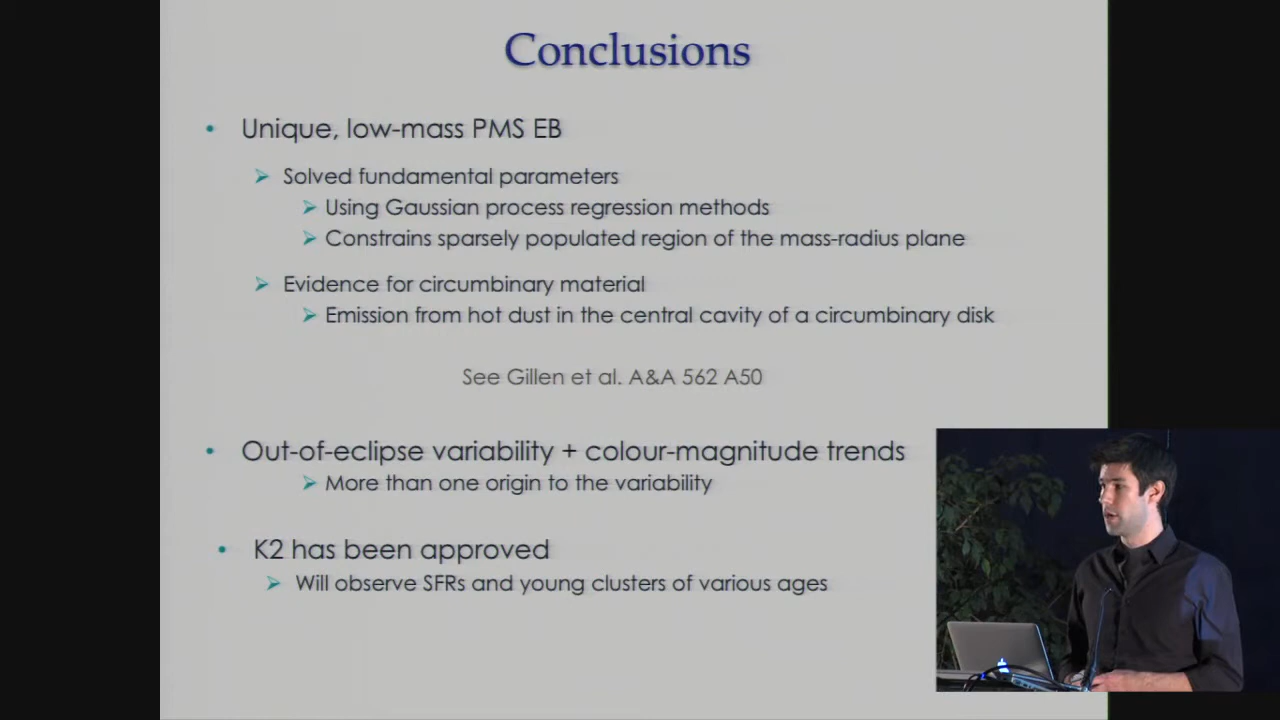 Conclusions
• Unique, low-mass PMS EB
➢ Solved fundamental parameters
➢ Using Gaussian process regression methods
➢ Constrains sparsely populated region of the mass-radius plane
➢ Evidence for circumbinary material
➢ Emission from hot dust in the central cavity of a circumbinary disk
See Gillen et al. A&A 562 A50
• Out-of-eclipse variability + colour-magnitude trends
➢ More than one origin to the variability
• K2 has been approved
➢ Will observe SFRs and young clusters of various ages